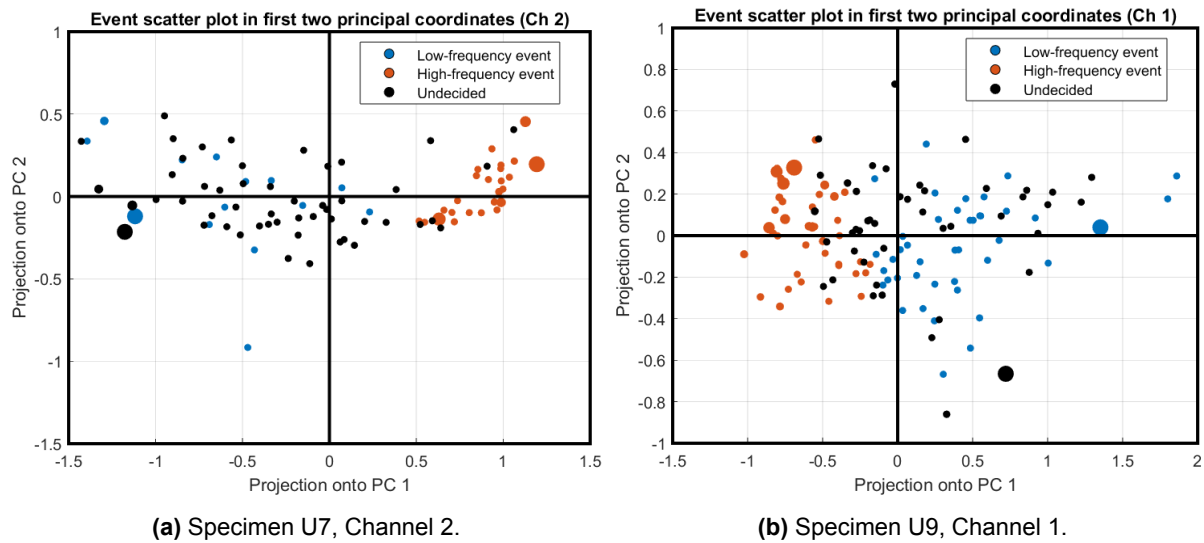 Event scatter plot in first two principal coordinates (Ch 2)
1
0.5
0
-0.5
-1
-1.5
-1.5
-1
-0.5
0
0.5
1
1.5
Projection onto PC 2
Projection onto PC 1
Low-frequency event
High-frequency event
Undecided
(a) Specimen U7, Channel 2.
Event scatter plot in first two principal coordinates (Ch 1)
1
0.8
0.6
0.4
0.2
0
-0.2
-0.4
-0.6
-0.8
-1
-1.5
-1
-0.5
0
0.5
1
1.5
2
Projection onto PC 2
Projection onto PC 1
Low-frequency event
High-frequency event
Undecided
(b) Specimen U9, Channel 1.